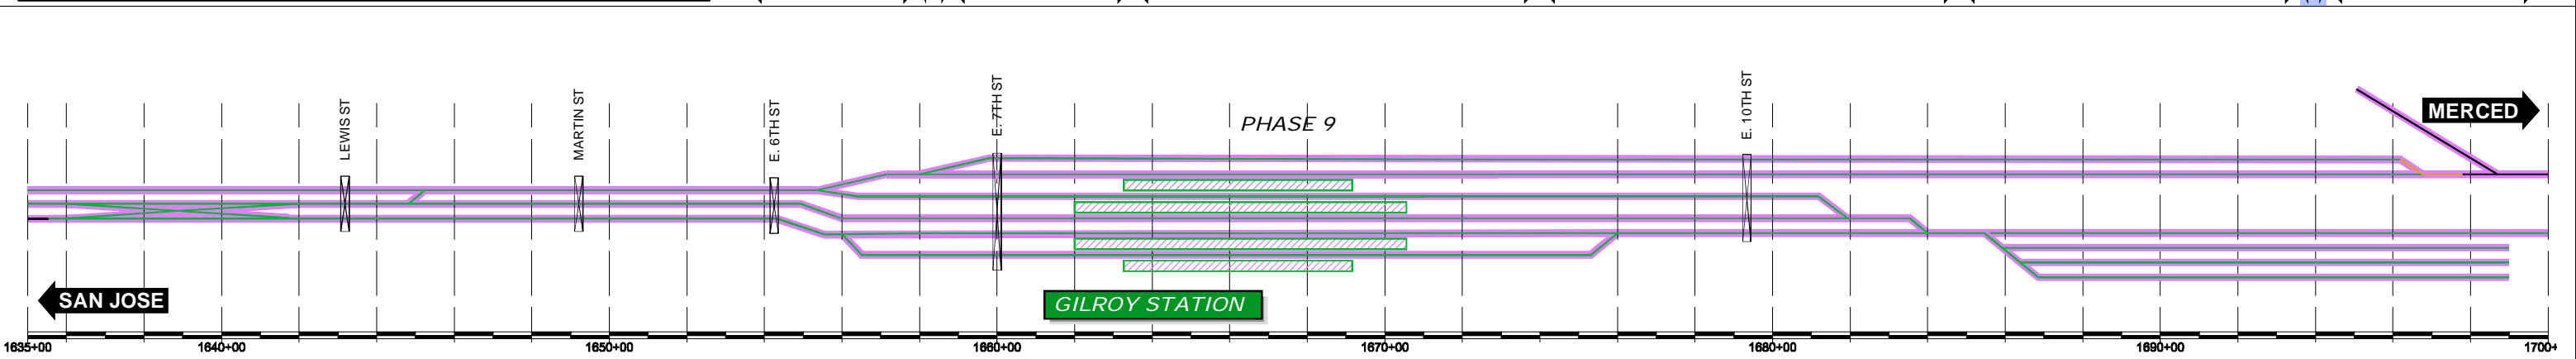 LEWIS ST
MARTIN ST
E. 6TH ST
E. 7TH ST
PHASE 9
E. 10TH ST
MERCED
SAN JOSE
GILROY STATION
1635+00 1640+00 1650+00 1660+00 1670+00 1680+00 1690+00 1700+